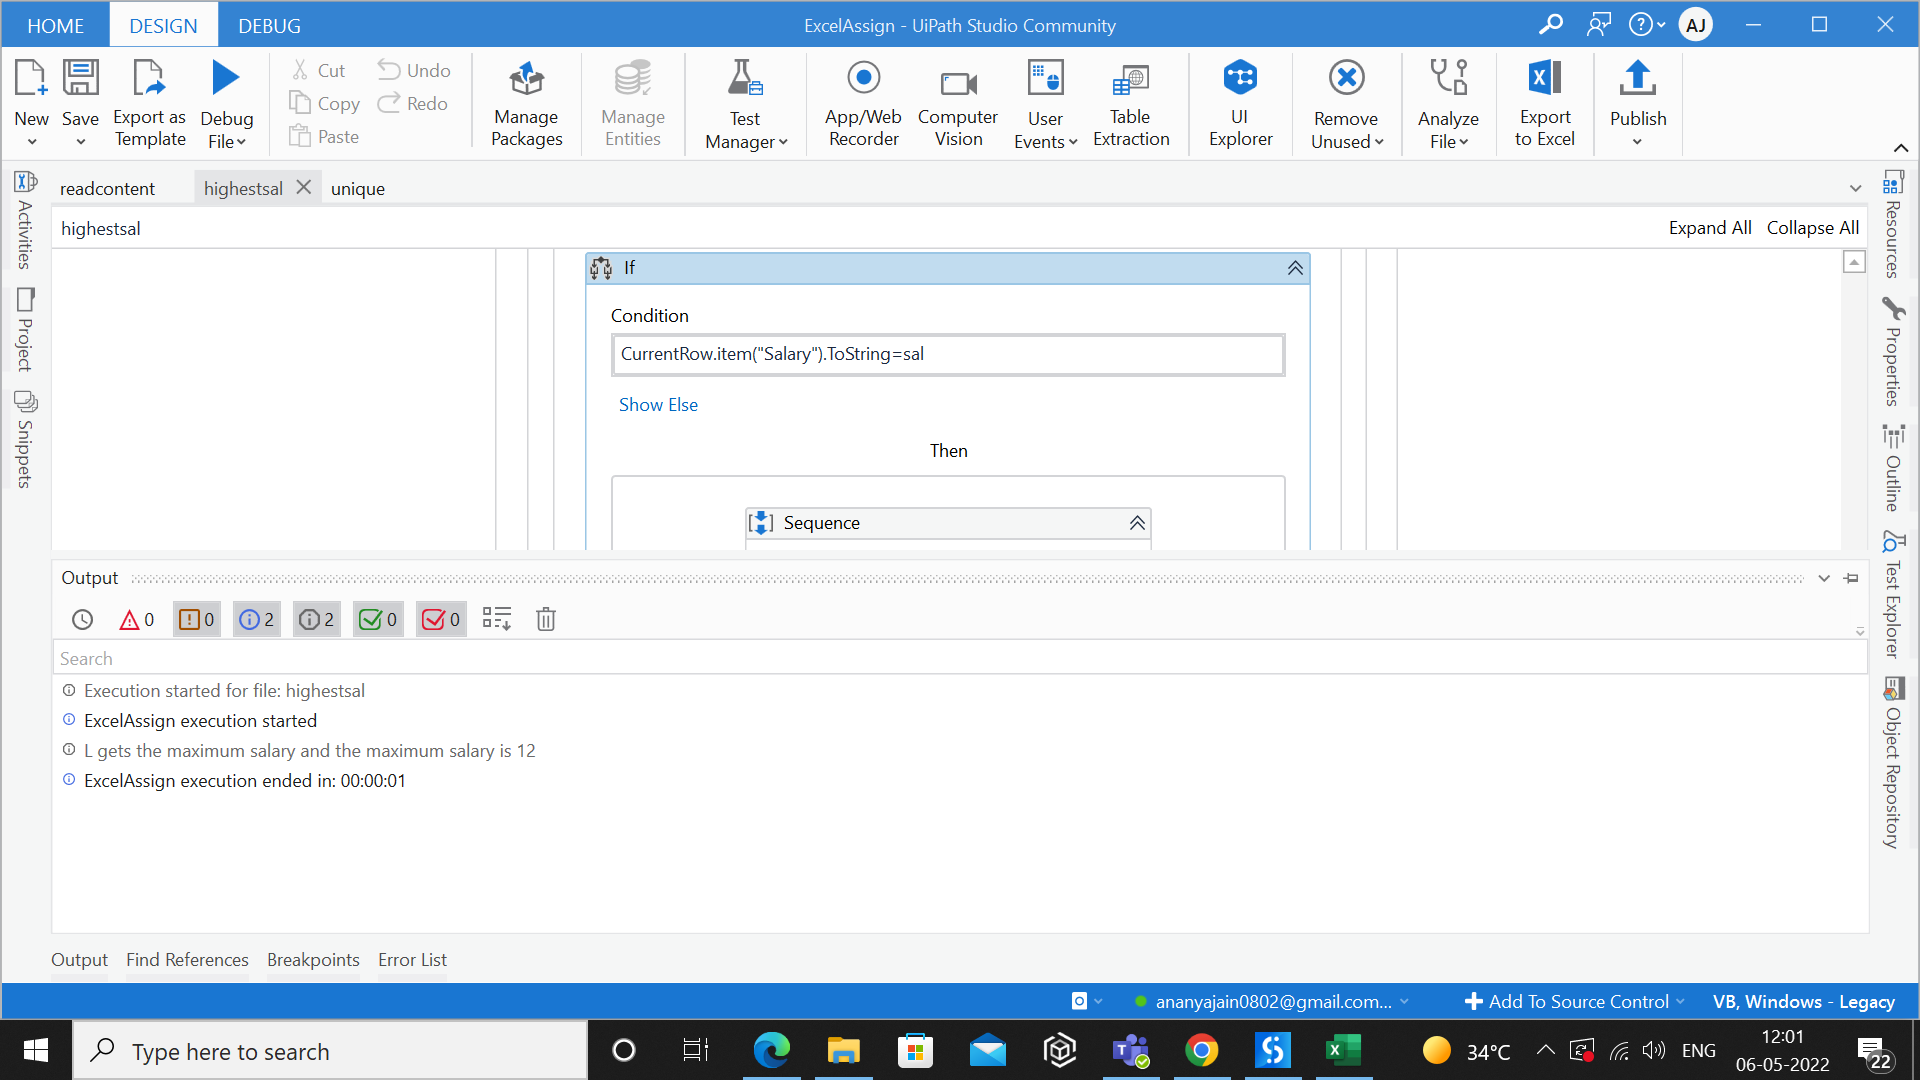 HOME DESIGN DEBUG ExcelAssign - UiPath Studio Community AJ
New Save Export as Template Debug File
Cut Undo
Copy Redo
Paste
Manage Packages Manage Entities Test Manager App/Web Recorder Computer Vision User Events Table Extraction UI Explorer Remove Unused Analyze File Export to Excel Publish
readcontent highestsal unique
highestsal Expand All Collapse All
Activities
Project
Snippets
If
Condition
CurrentRow.item("Salary").ToString=sal
Show Else
Then
Sequence
Resources
Properties
Outline
Test Explorer
Object Repository
Output
0 0 2 2 0 0
Search
Execution started for file: highestsal
ExcelAssign execution started
L gets the maximum salary and the maximum salary is 12
ExcelAssign execution ended in: 00:00:01
Output Find References Breakpoints Error List
ananyajain0802@gmail.com... Add To Source Control VB, Windows - Legacy
Type here to search 34°C ENG 12:01
06-05-2022 22